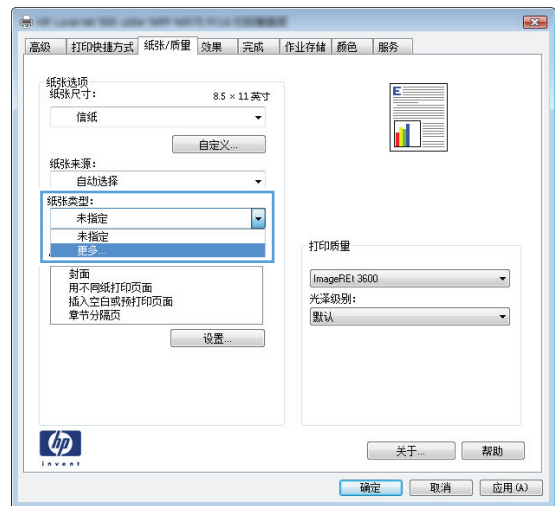 高级 打印快捷方式 纸张/质量 效果 完成 作业存储 颜色 服务
纸张选项
纸张尺寸: 8.5 × 11 英寸
信纸
自定义...
纸张来源:
自动选择
纸张类型:
未指定
未指定
更多...
封面
用不同纸打印页面
插入空白或预打印页面
章节分隔页
设置...
E
打印质量
ImageREt 3600
光泽级别:
默认
hp
invent
关于... 帮助
确定 取消 应用 (A)